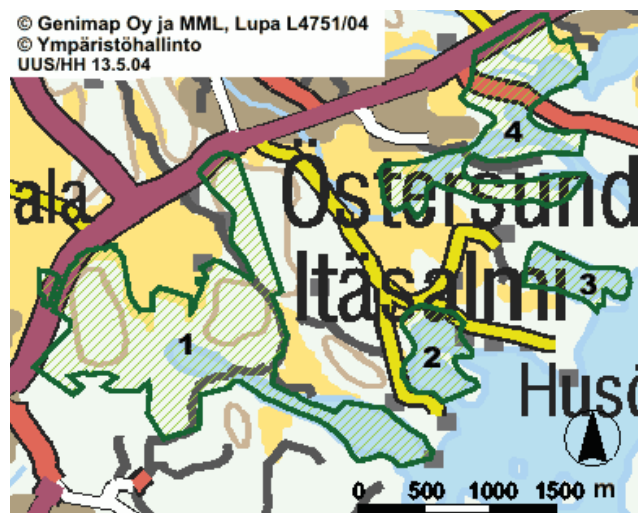 © Genimap Oy ja MML, Lupa L4751/04
© Ympäristöhallinto
UUS/HH 13.5.04
4
Östersund
ala
3
Itäsalmi
1
2
Husö
0 500 1000 1500 m